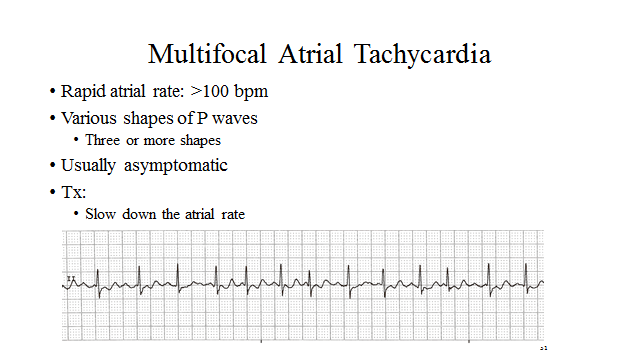 Multifocal Atrial Tachycardia
• Rapid atrial rate: >100 bpm
• Various shapes of P waves
• Three or more shapes
• Usually asymptomatic
• Tx:
• Slow down the atrial rate
II